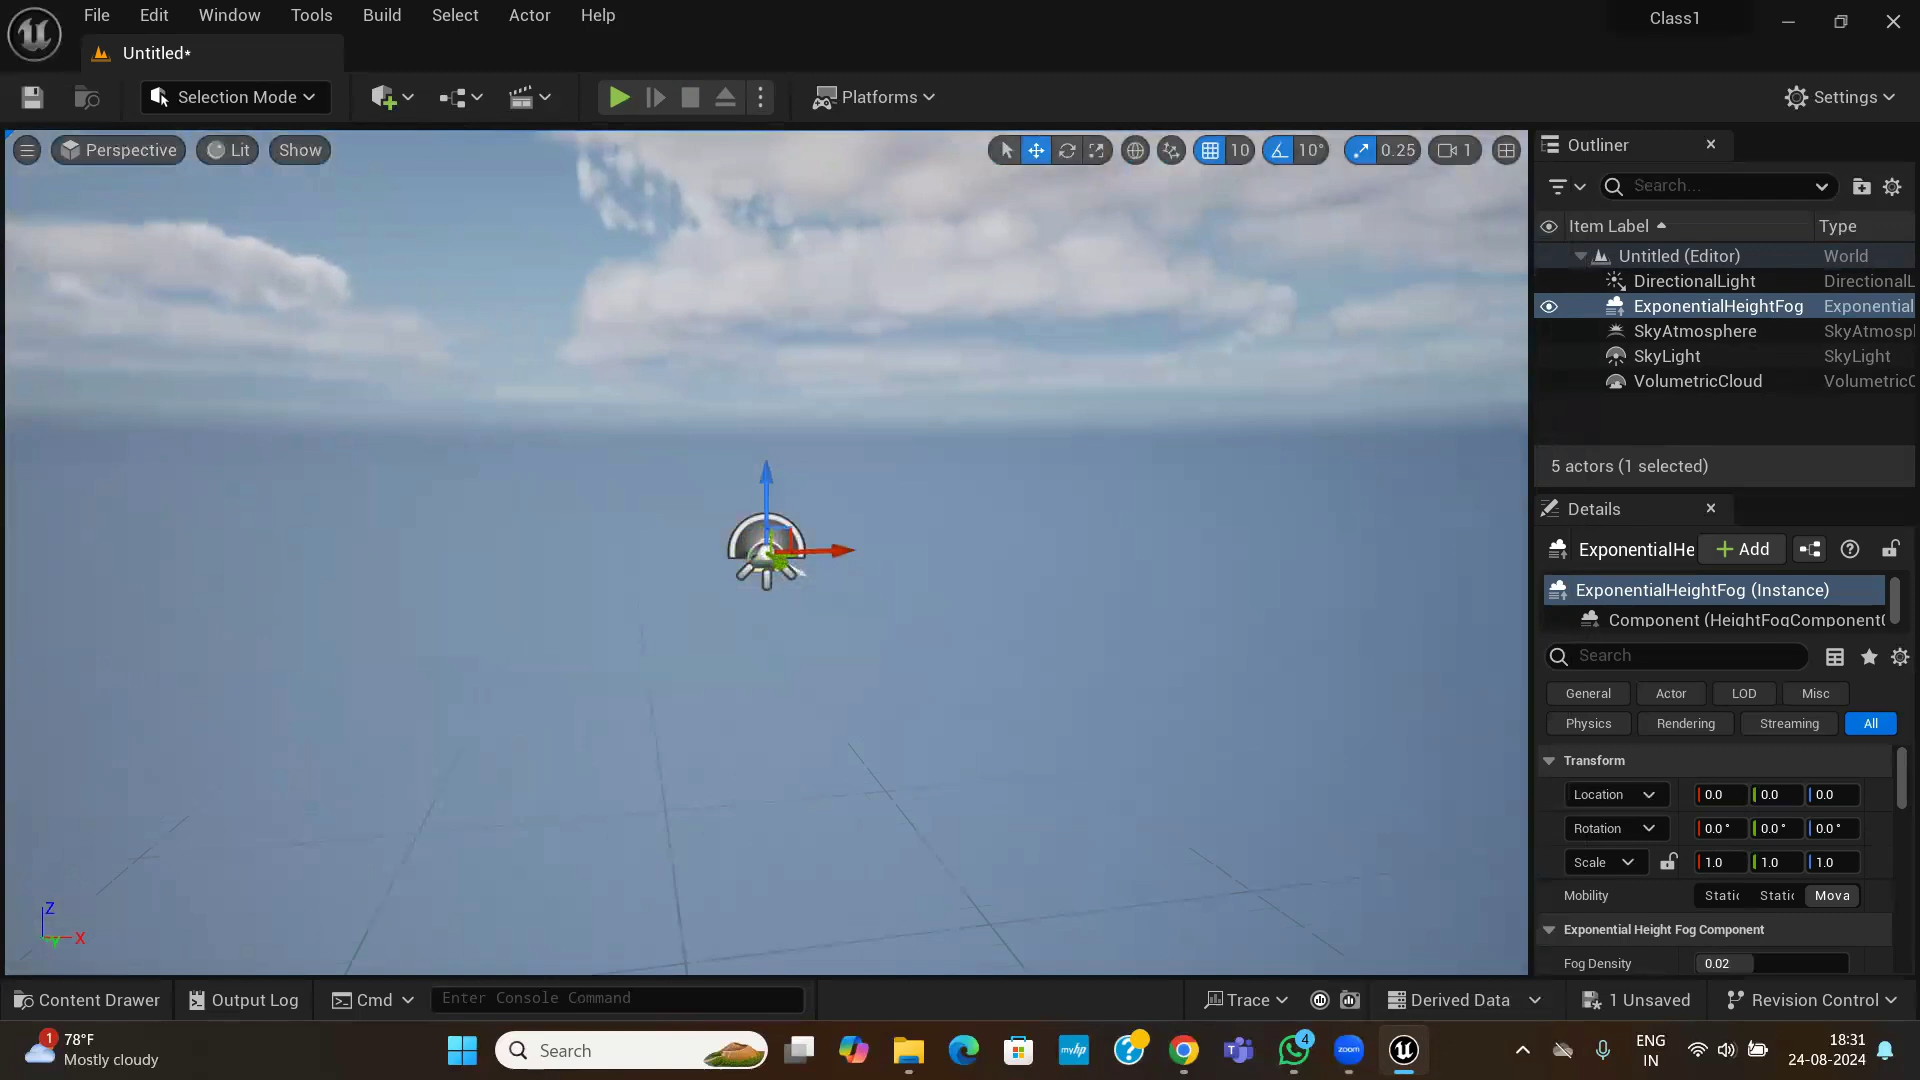 File Edit Window Tools Build Select Actor Help
Class1
Untitled*
Selection Mode
Platforms
Settings
Perspective Lit Show
10 10° 0.25 1
Outliner
Search...
Item Label Type
Untitled (Editor) World
DirectionalLight DirectionalL
ExponentialHeightFog Exponential
SkyAtmosphere SkyAtmosph
SkyLight SkyLight
VolumetricCloud VolumetricC
5 actors (1 selected)
Details
ExponentialHe Add
ExponentialHeightFog (Instance)
Component (HeightFogComponent0
Search
General Actor LOD Misc
Physics Rendering Streaming All
Transform
Location 0.0 0.0 0.0
Rotation 0.0 ° 0.0 ° 0.0 °
Scale 1.0 1.0 1.0
Mobility Static Static Mova
Exponential Height Fog Component
Fog Density 0.02
Z
Y X
Content Drawer Output Log Cmd Enter Console Command Trace Derived Data 1 Unsaved Revision Control
1 78°F
Mostly cloudy
Search
myhp
4
zoom
ENG
IN
18:31
24-08-2024